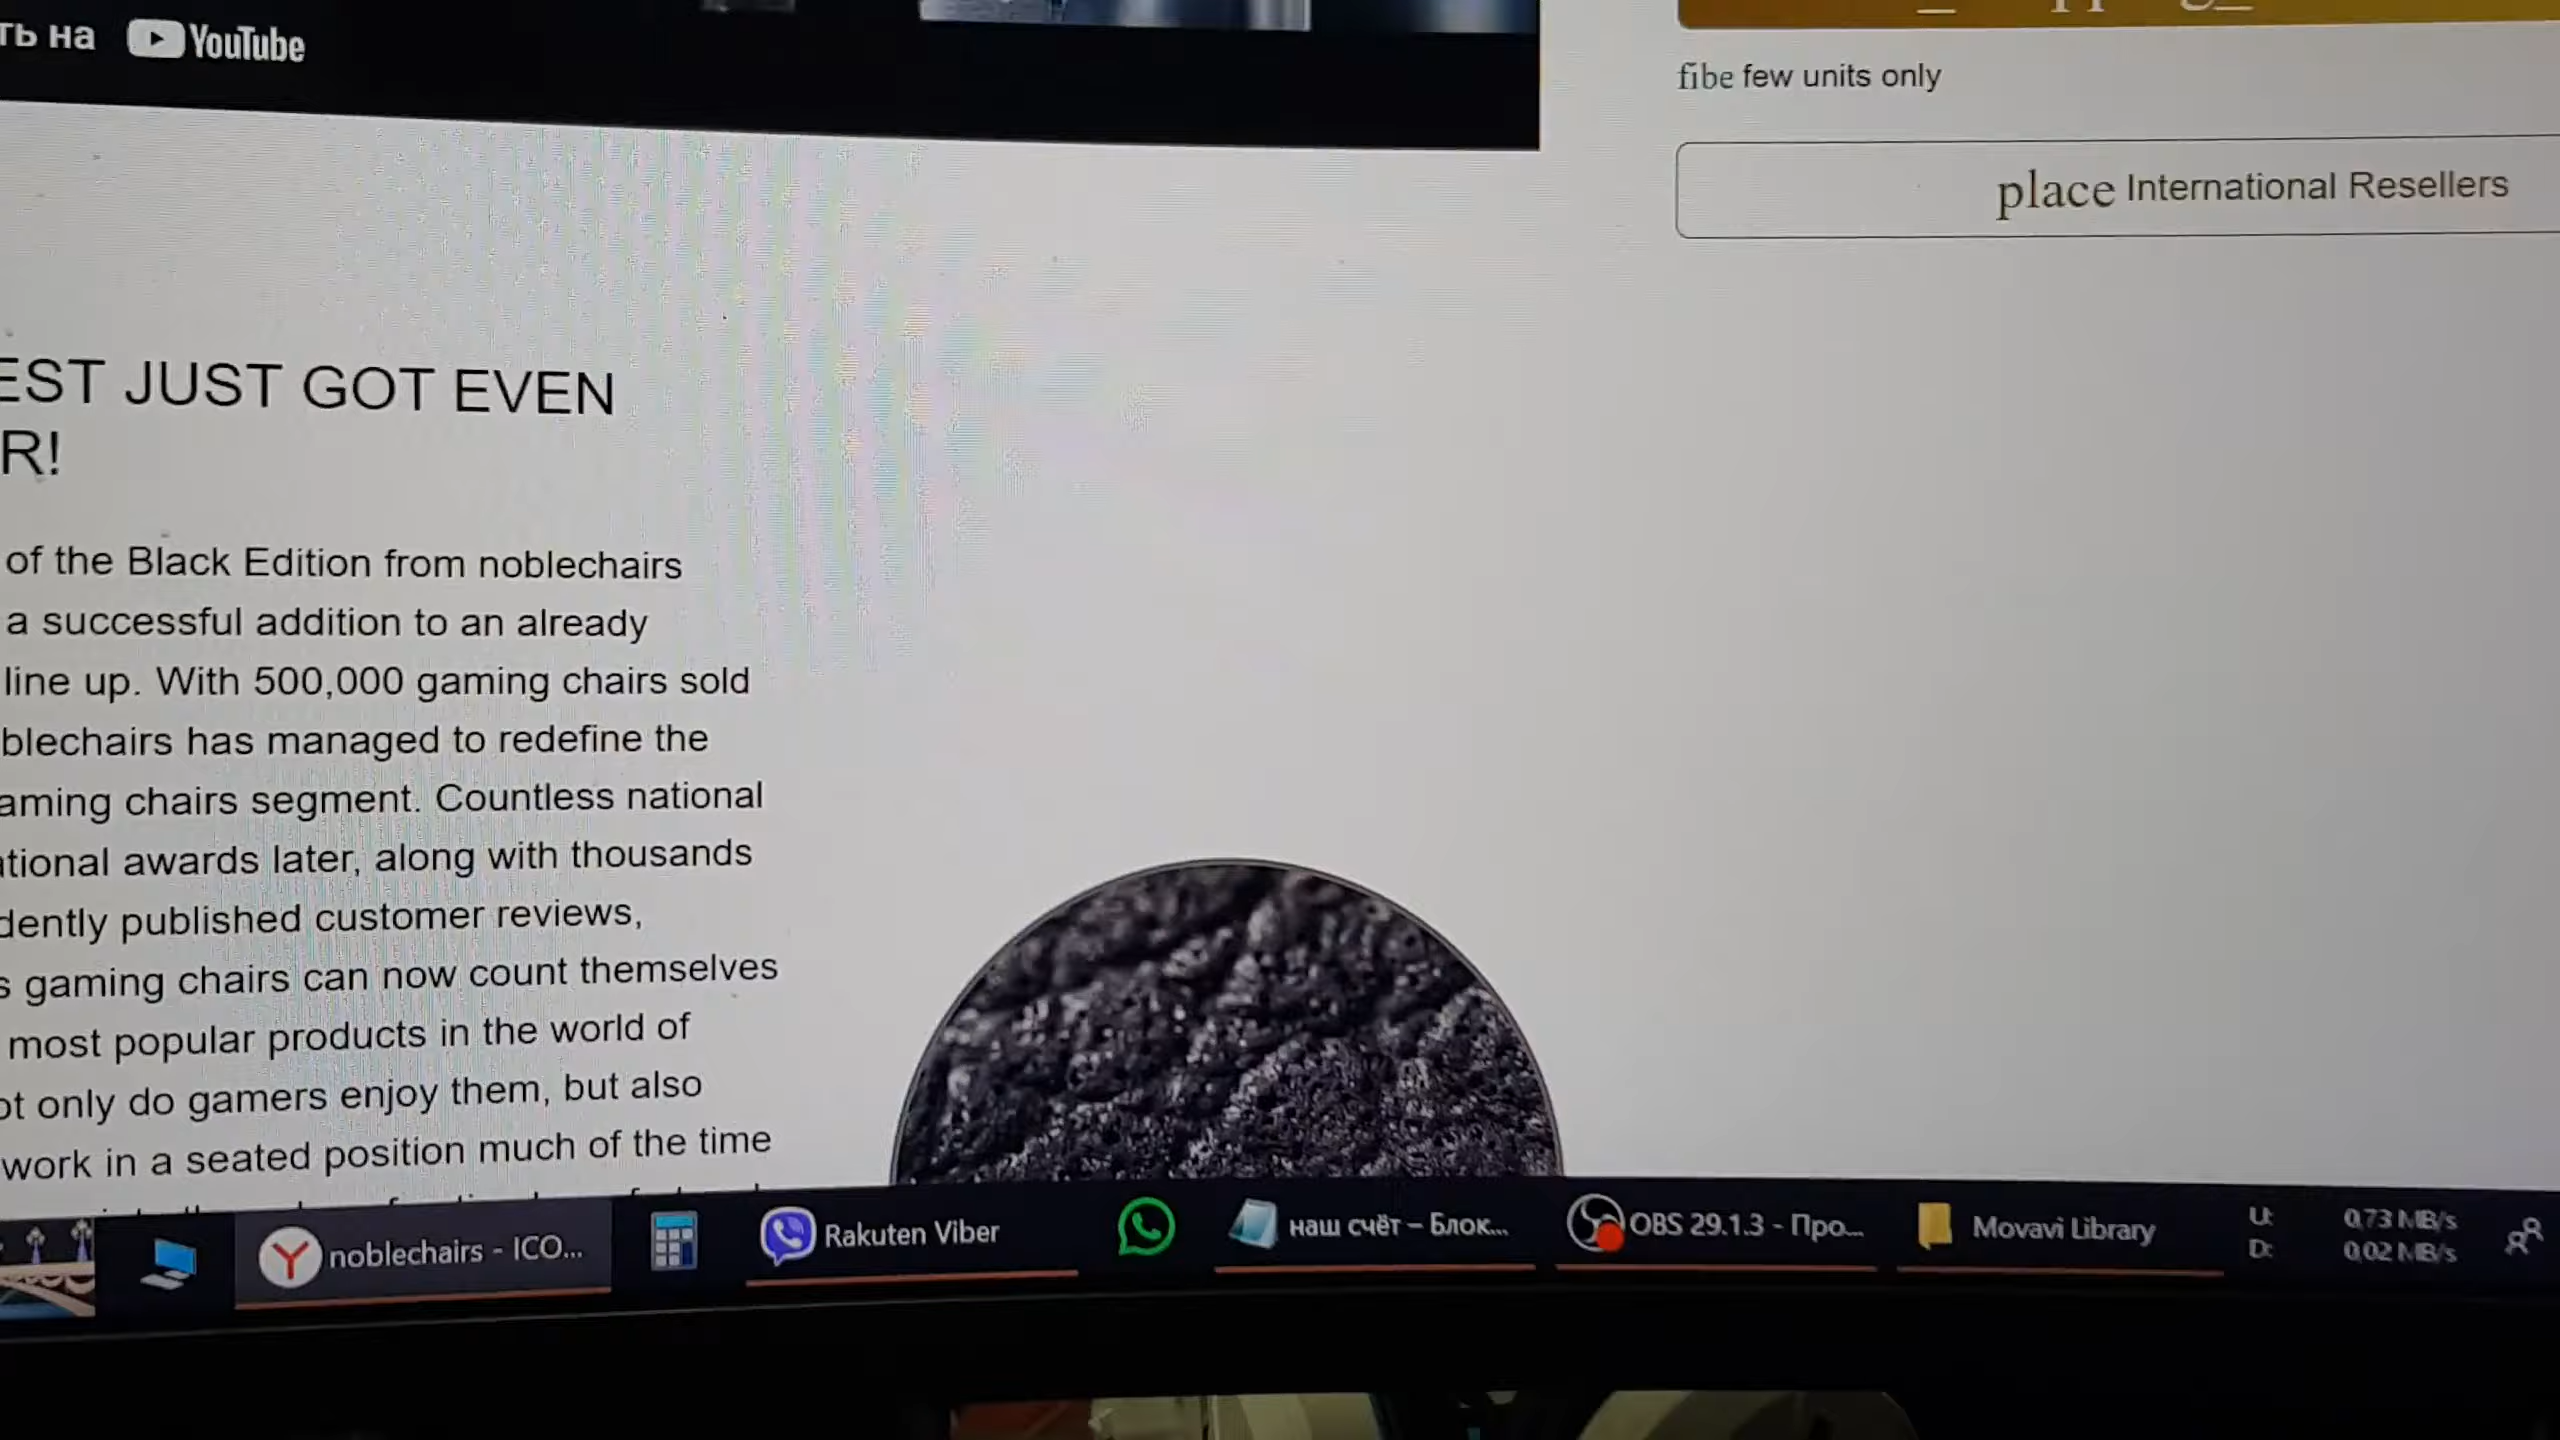 ть на YouTube
fibe few units only
place International Resellers
EST JUST GOT EVEN
R!
of the Black Edition from noblechairs
a successful addition to an already
line up. With 500,000 gaming chairs sold
blechairs has managed to redefine the
aming chairs segment. Countless national
ational awards later, along with thousands
dently published customer reviews,
s gaming chairs can now count themselves
most popular products in the world of
ot only do gamers enjoy them, but also
work in a seated position much of the time
noblechairs - ICO...
Rakuten Viber
наш счёт – Блок...
OBS 29.1.3 - Про...
Movavi Library
U: 0,73 MB/s
D: 0,02 MB/s